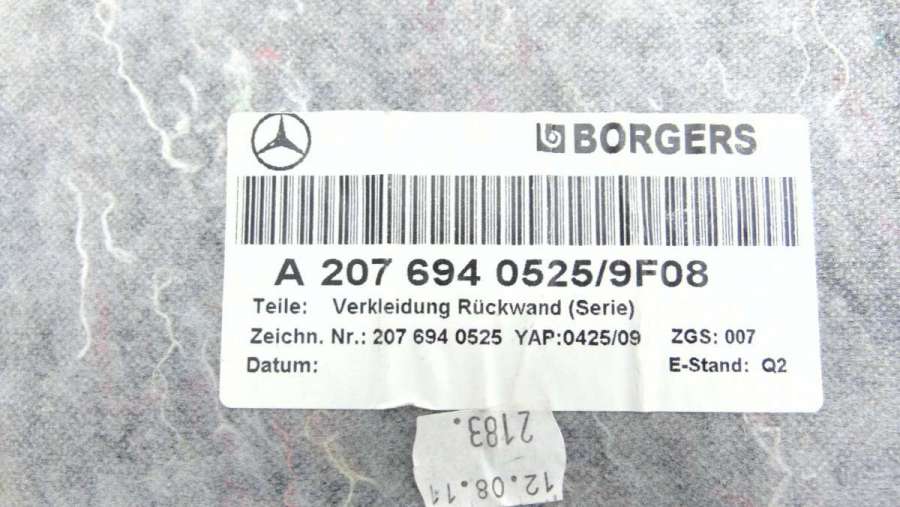 BORGERS
A 207 694 0525/9F08
Teile: Verkleidung Rückwand (Serie)
Zeichn. Nr.: 207 694 0525 YAP:0425/09 ZGS: 007
Datum: E-Stand: Q2
2183.
12.08.11